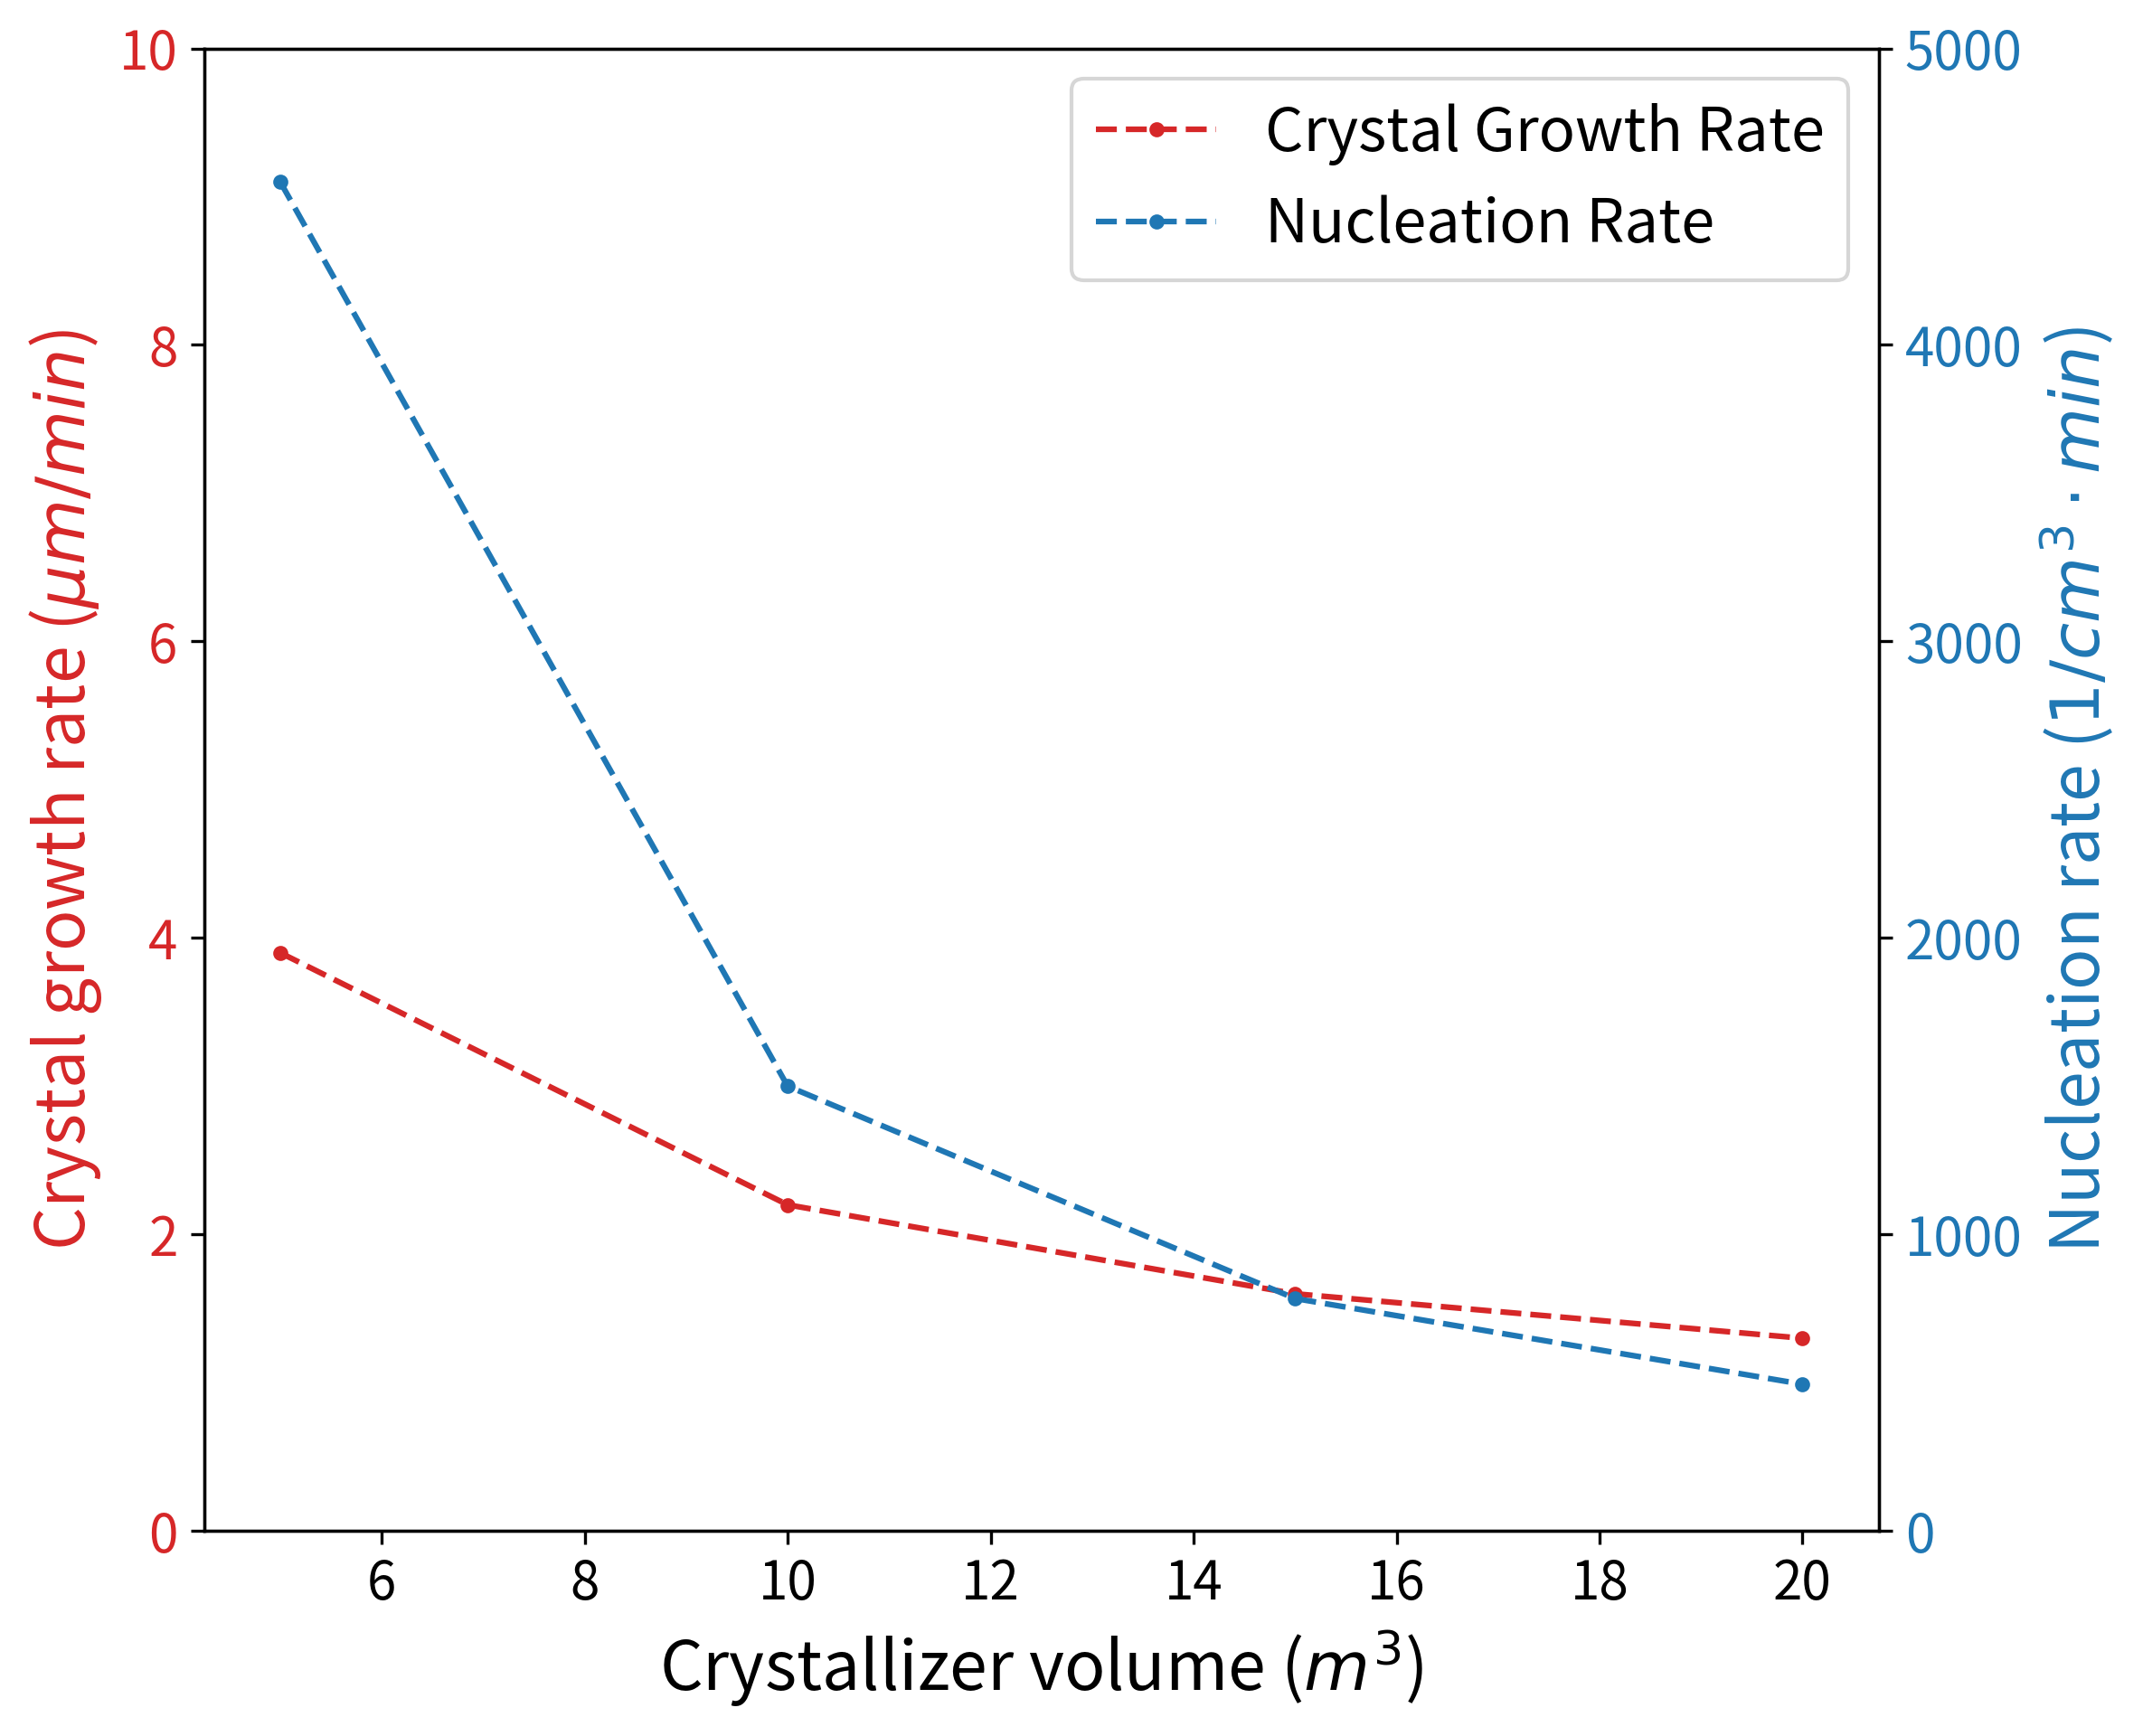 Crystal Growth Rate
Nucleation Rate
Crystal growth rate (μm/min)
10
8
6
4
2
0
5000
4000
3000
2000
1000
0
Nucleation rate (1/cm³ · min)
6 8 10 12 14 16 18 20
Crystallizer volume (m³)